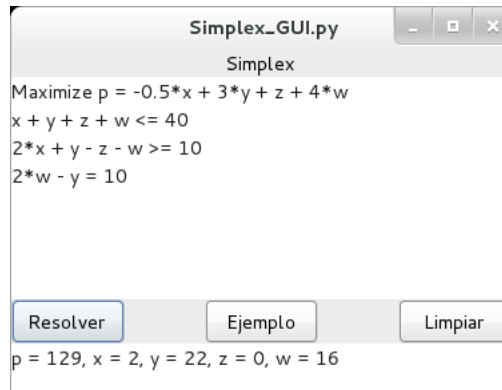 Simplex_GUI.py
Simplex
Maximize p = -0.5*x + 3*y + z + 4*w
x + y + z + w <= 40
2*x + y - z - w >= 10
2*w - y = 10
Resolver Ejemplo Limpiar
p = 129, x = 2, y = 22, z = 0, w = 16